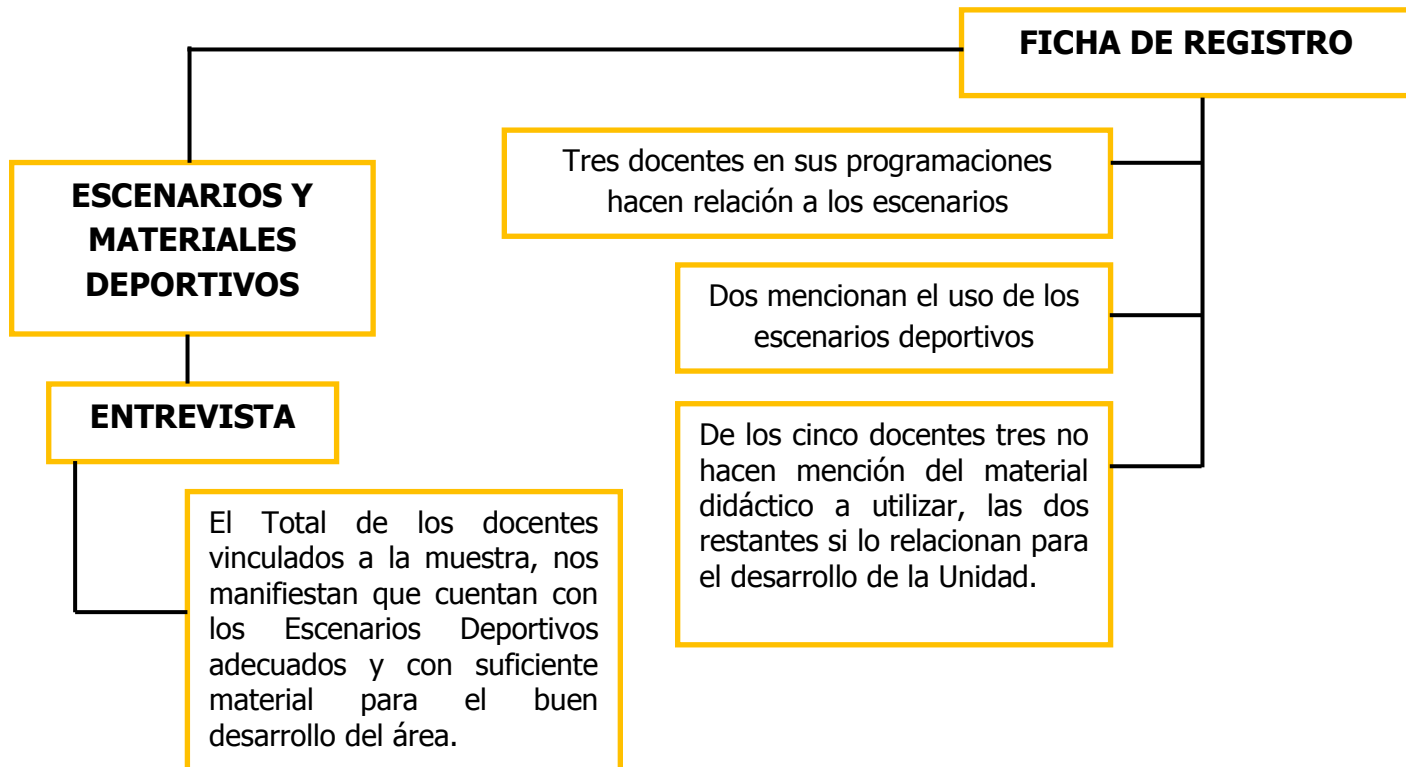 FICHA DE REGISTRO
ESCENARIOS Y
MATERIALES
DEPORTIVOS
ENTREVISTA
El Total de los docentes
vinculados a la muestra, nos
manifiestan que cuentan con
los Escenarios Deportivos
adecuados y con suficiente
material para el buen
desarrollo del área.
Tres docentes en sus programaciones
hacen relación a los escenarios
Dos mencionan el uso de los
escenarios deportivos
De los cinco docentes tres no
hacen mención del material
didáctico a utilizar, las dos
restantes si lo relacionan para
el desarrollo de la Unidad.